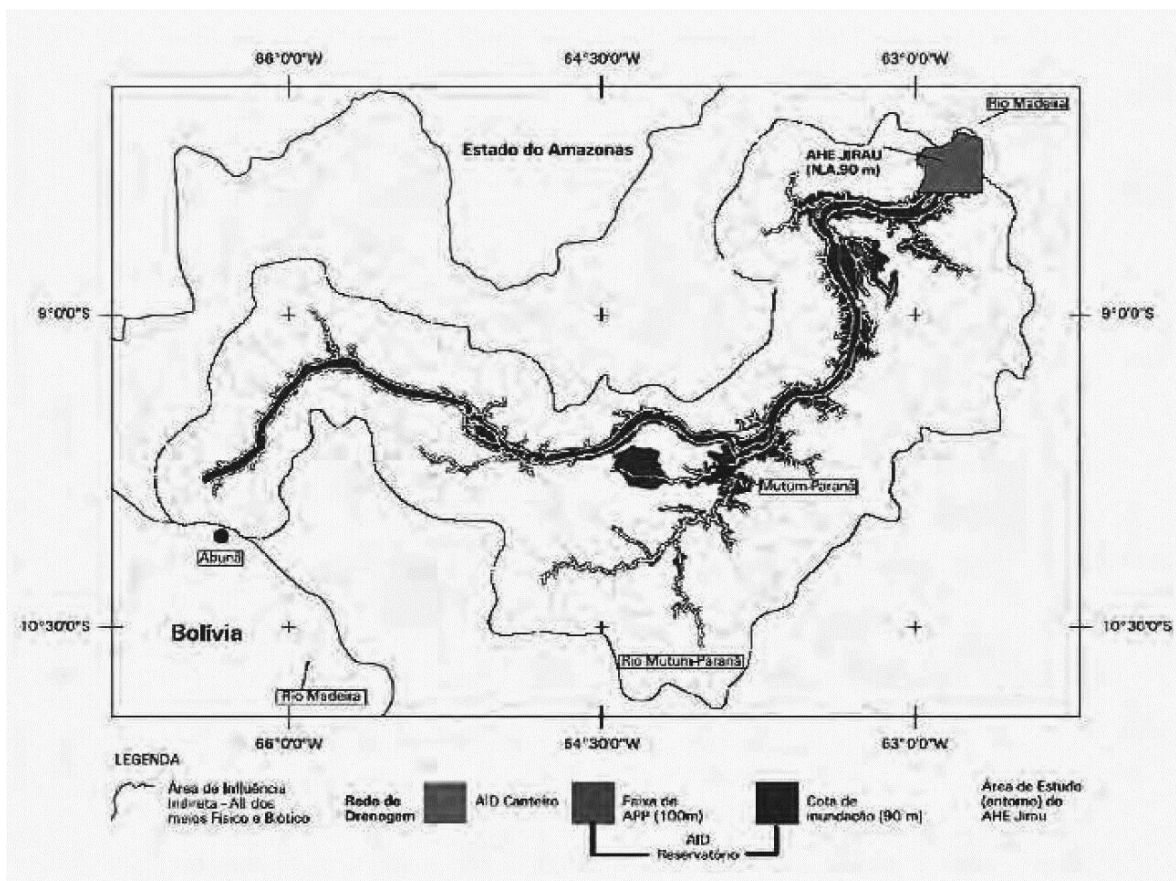 66°0'0"W 64°30'0"W 63°0'0"W
Rio Madeira
Estado do Amazonas
AHE JIRAU
(N.A.90 m)
9°0'0"S 9°0'0"S
Mutum-Paraná
Abunã
Bolívia
10°30'0"S 10°30'0"S
Rio Mutum-Paraná
Rio Madeira
66°0'0"W 64°30'0"W 63°0'0"W
LEGENDA
Área de Influência
Indireta - AII dos
meios Físico e Biótico
Rede de
Drenagem
AID Canteiro
Faixa de
APP (100m)
Cota de
inundação (90 m)
Área de Estudo
(entorno) do
AHE Jirau
AID
Reservatório